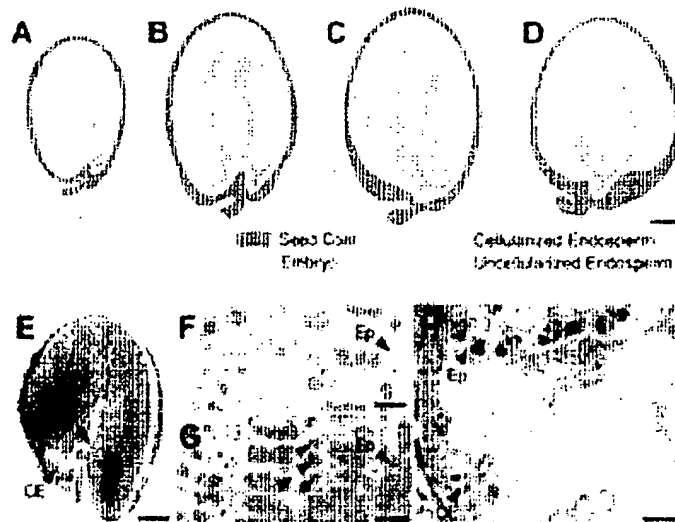 A B C D
Seed Coat
Embryo
Cellularized Endosperm
Uncellularized Endosperm
E F
Ep
H
Ep
G
Ep
CE